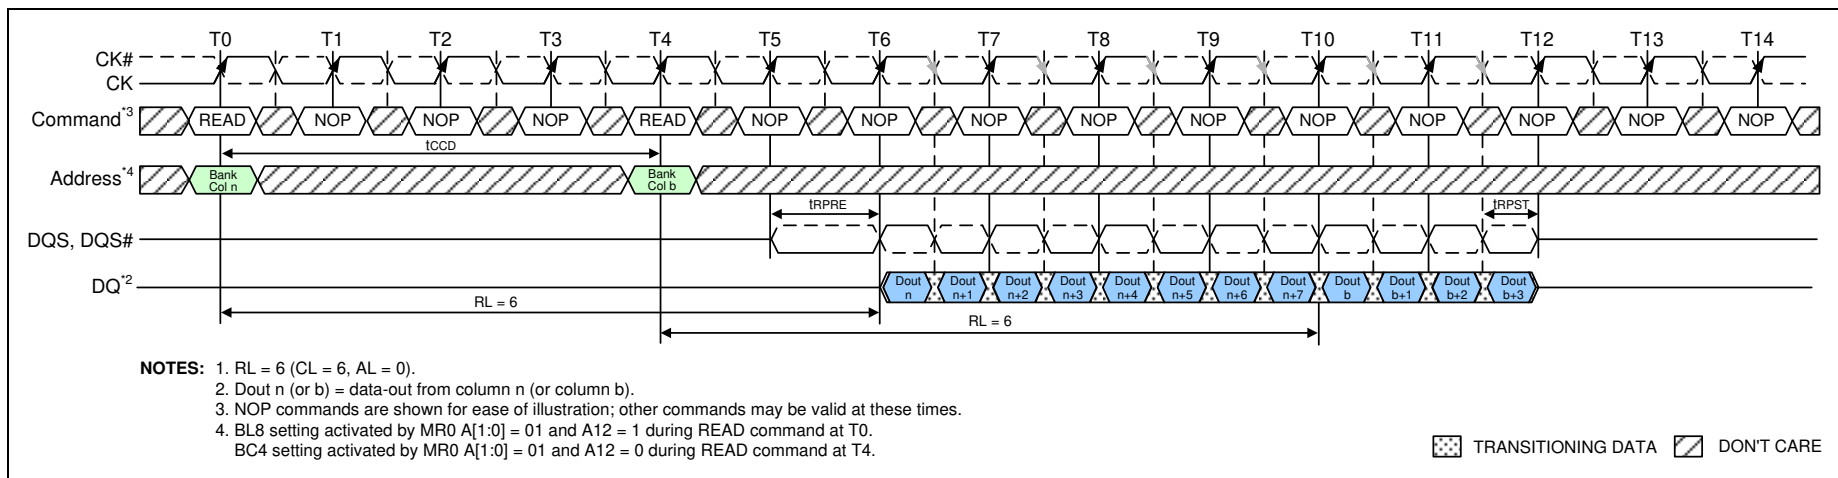 T0 T1 T2 T3 T4 T5 T6 T7 T8 T9 T10 T11 T12 T13 T14
CK#
CK
Command*3 READ NOP NOP NOP READ NOP NOP NOP NOP NOP NOP NOP NOP NOP NOP
tCCD
Address*4 Bank Col n Bank Col b
tRPRE tRPST
DQS, DQS#
DQ*2 Dout n Dout n+1 Dout n+2 Dout n+3 Dout n+4 Dout n+5 Dout n+6 Dout n+7 Dout b Dout b+1 Dout b+2 Dout b+3
RL = 6
RL = 6
NOTES: 1. RL = 6 (CL = 6, AL = 0).
2. Dout n (or b) = data-out from column n (or column b).
3. NOP commands are shown for ease of illustration; other commands may be valid at these times.
4. BL8 setting activated by MR0 A[1:0] = 01 and A12 = 1 during READ command at T0.
BC4 setting activated by MR0 A[1:0] = 01 and A12 = 0 during READ command at T4.
TRANSITIONING DATA DON'T CARE